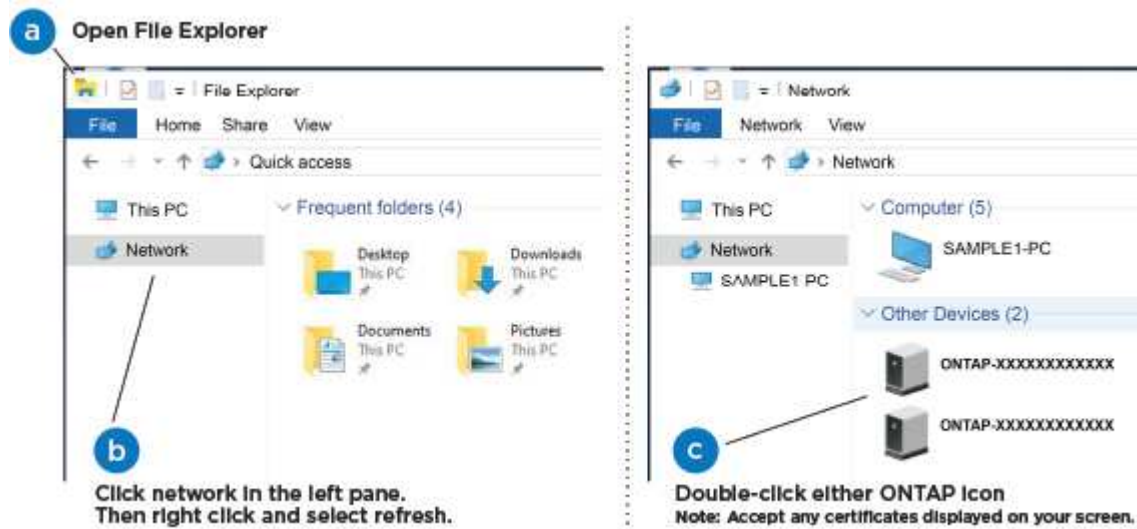 a
Open File Explorer
File Explorer
File Home Share View
Quick access
This PC
Network
Frequent folders (4)
Desktop
This PC
Downloads
This PC
Documents
This PC
Pictures
This PC
b
Click network in the left pane.
Then right click and select refresh.
Network
File Network View
Network
This PC
Network
SAMPLE1 PC
Computer (5)
SAMPLE1-PC
Other Devices (2)
ONTAP-XXXXXXXXXXXX
ONTAP-XXXXXXXXXXXX
c
Double-click either ONTAP icon
Note: Accept any certificates displayed on your screen.